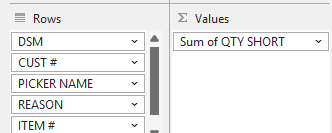 Rows
DSM
CUST #
PICKER NAME
REASON
ITEM #
Σ Values
Sum of QTY SHORT